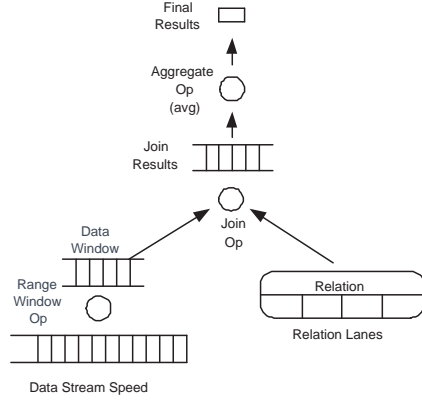 Final
Results
Aggregate
Op
(avg)
Join
Results
Join
Op
Data
Window
Range
Window
Op
Relation
Relation Lanes
Data Stream Speed